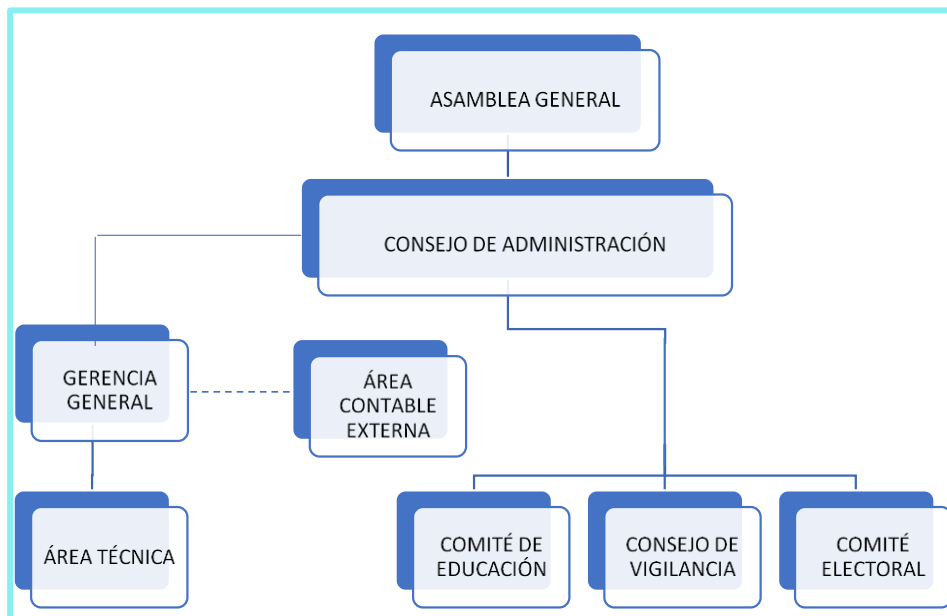 ASAMBLEA GENERAL
CONSEJO DE ADMINISTRACIÓN
GERENCIA
GENERAL
ÁREA
CONTABLE
EXTERNA
ÁREA TÉCNICA
COMITÉ DE
EDUCACIÓN
CONSEJO DE
VIGILANCIA
COMITÉ
ELECTORAL